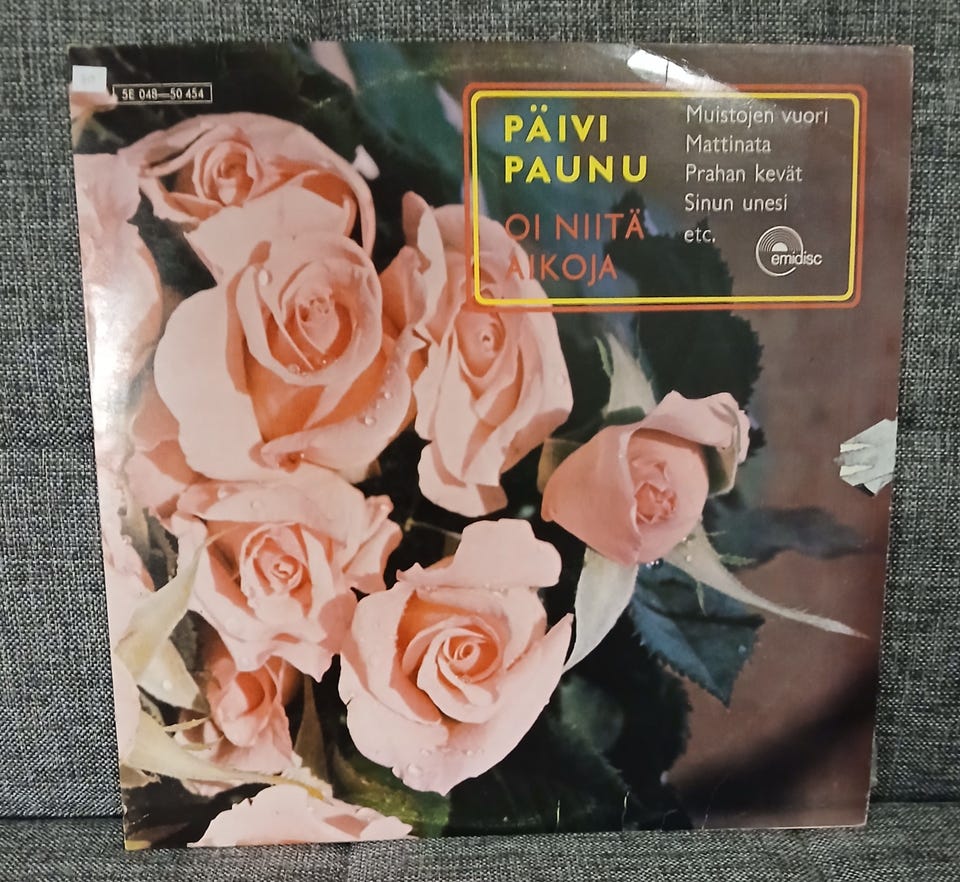 5E 048—50 454
PÄIVI
PAUNU
OI NIITÄ
AIKOJA
Muistojen vuori
Mattinata
Prahan kevät
Sinun unesi
etc.
emidisc